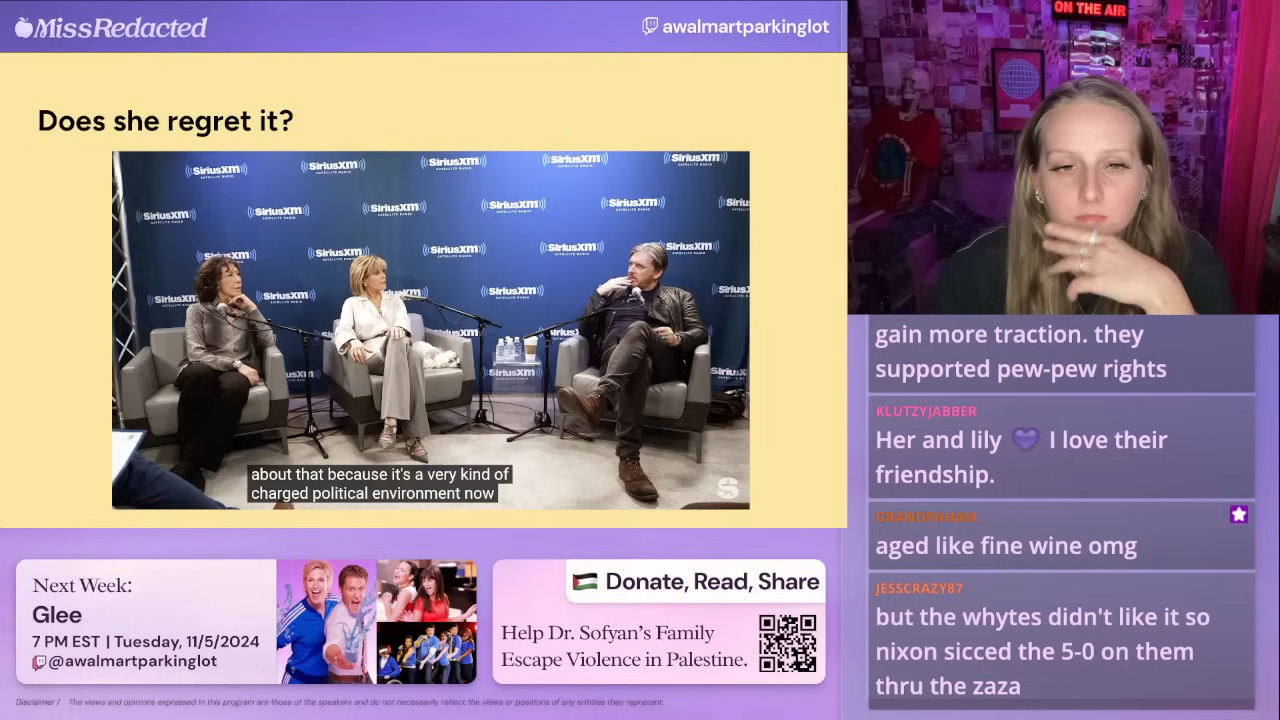 MissRedacted
awalmartparkinglot
ON THE AIR
Does she regret it?
SiriusXM
SATELLITE RADIO
about that because it's a very kind of
charged political environment now
gain more traction. they
supported pew-pew rights
KLUTZYJABBER
Her and lily 💜 I love their
friendship.
GRANDPAHAM_
aged like fine wine omg
JESSCRAZY87
but the whytes didn't like it so
nixon sicced the 5-0 on them
thru the zaza
Next Week:
Glee
7 PM EST | Tuesday, 11/5/2024
@awalmartparkinglot
Donate, Read, Share
Help Dr. Sofyan's Family
Escape Violence in Palestine.
Disclaimer / The views and opinions expressed in this program are those of the speakers and do not necessarily reflect the views or positions of any entities they represent.